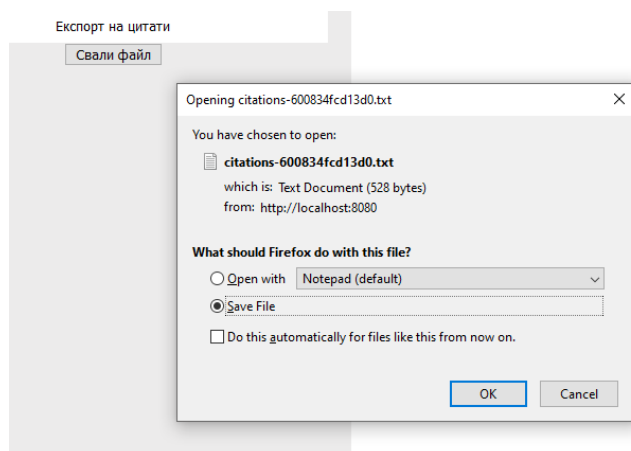 Експорт на цитати
Свали файл
Opening citations-600834fcd13d0.txt
You have chosen to open:
citations-600834fcd13d0.txt
which is: Text Document (528 bytes)
from: http://localhost:8080
What should Firefox do with this file?
Open with Notepad (default)
Save File
Do this automatically for files like this from now on.
OK Cancel